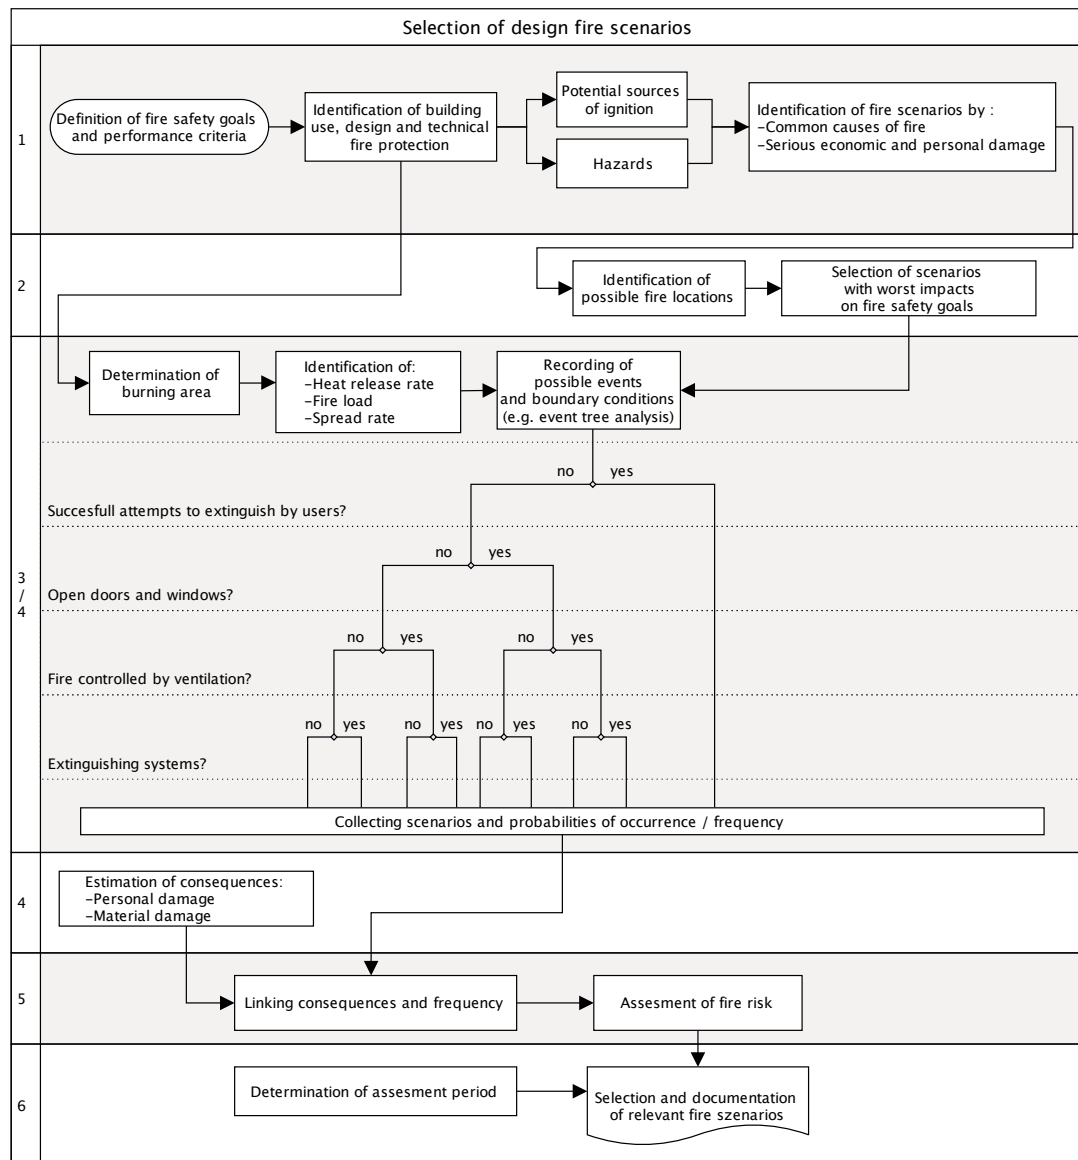 Selection of design fire scenarios
1
Definition of fire safety goals
and performance criteria
Identification of building
use, design and technical
fire protection
Potential sources
of ignition
Hazards
Identification of fire scenarios by :
-Common causes of fire
-Serious economic and personal damage
2
Identification of
possible fire locations
Selection of scenarios
with worst impacts
on fire safety goals
3
/
4
Determination of
burning area
Identification of:
-Heat release rate
-Fire load
-Spread rate
Recording of
possible events
and boundary conditions
(e.g. event tree analysis)
no yes
Succesfull attempts to extinguish by users?
no yes
Open doors and windows?
no yes no yes
Fire controlled by ventilation?
no yes no yes no yes no yes
Extinguishing systems?
Collecting scenarios and probabilities of occurrence / frequency
4
Estimation of consequences:
-Personal damage
-Material damage
5
Linking consequences and frequency
Assesment of fire risk
6
Determination of assesment period
Selection and documentation
of relevant fire szenarios